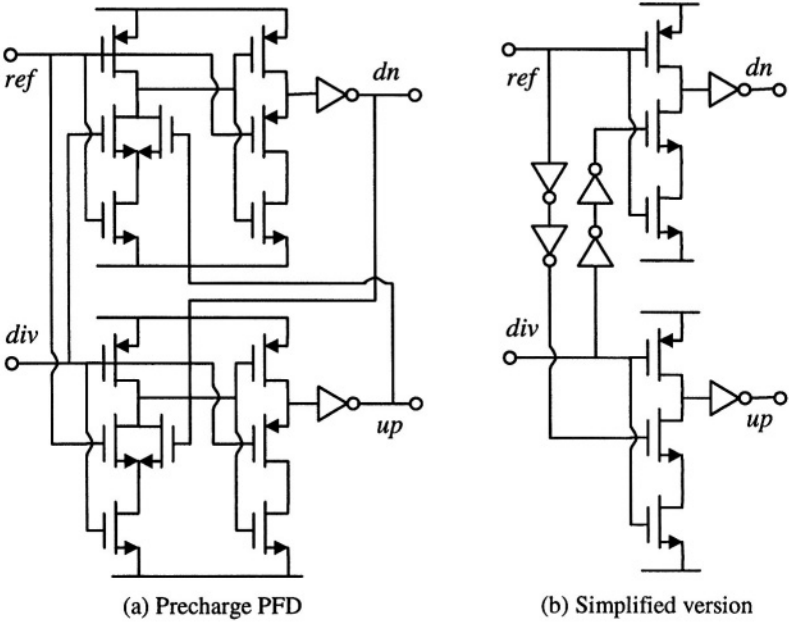 ref
dn
div
up
(a) Precharge PFD
ref
dn
div
up
(b) Simplified version